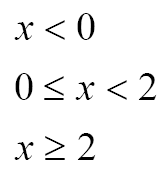 x < 0
0 ≤ x < 2
x ≥ 2